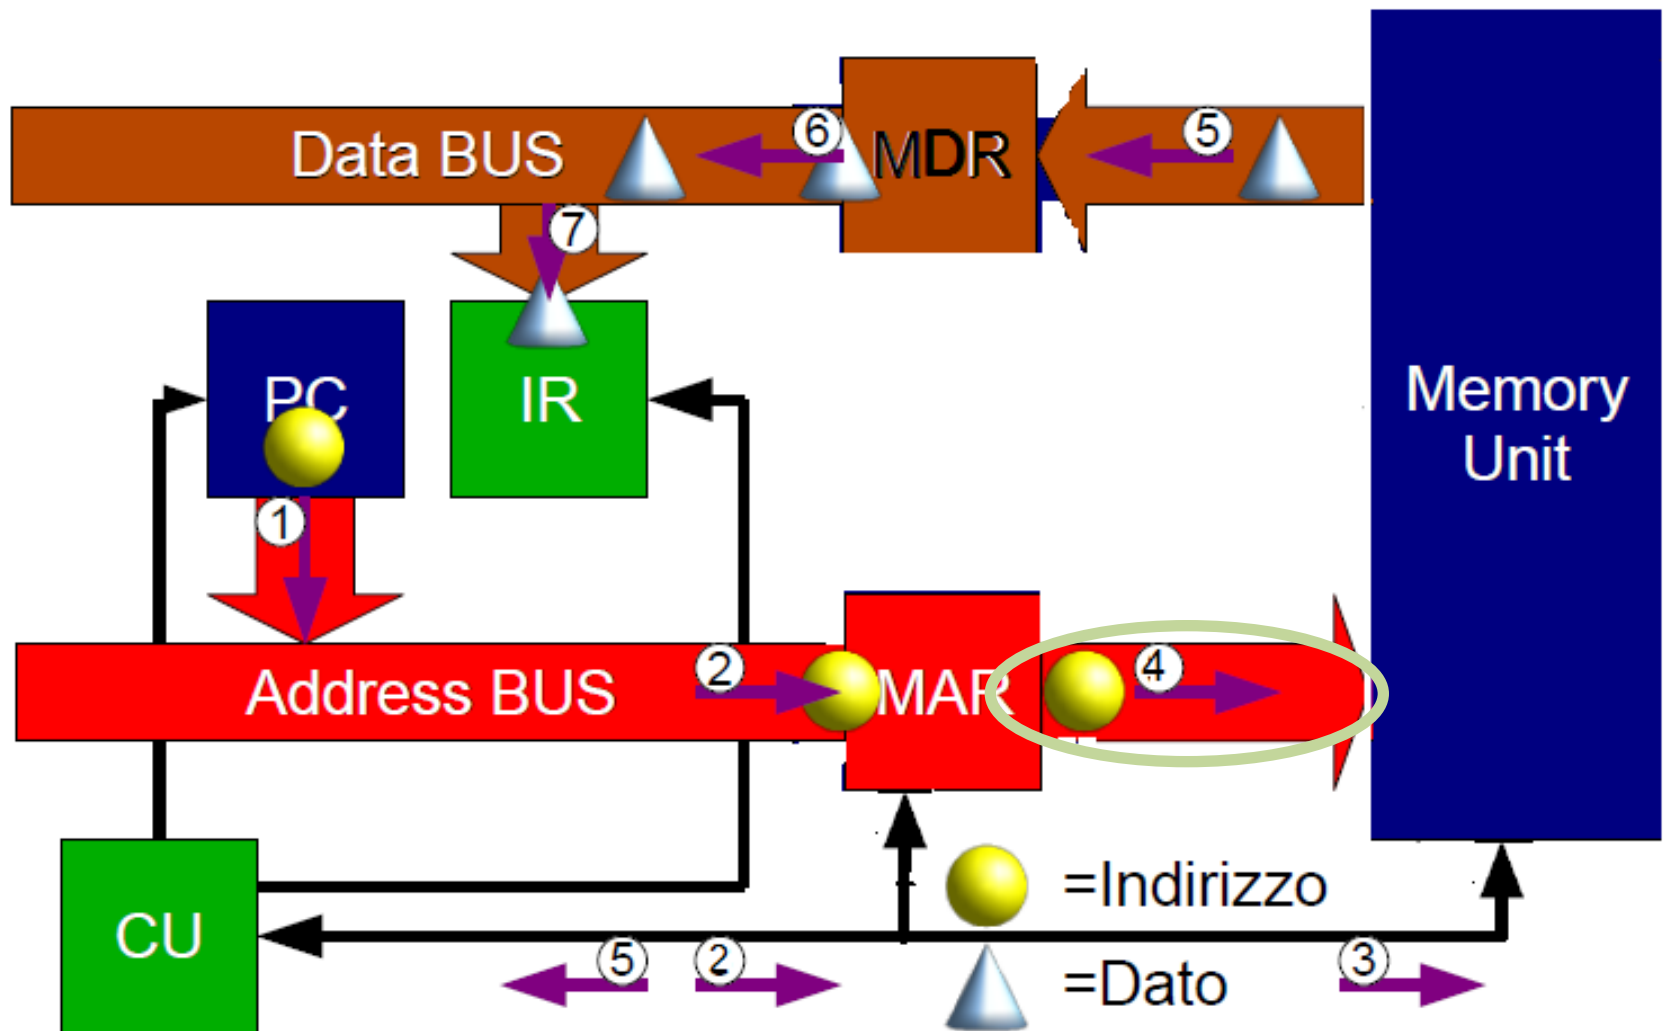 Data BUS
6
MDR
5
7
PC
IR
Memory
Unit
1
Address BUS
2
MAR
4
CU
=Indirizzo
5
2
3
=Dato